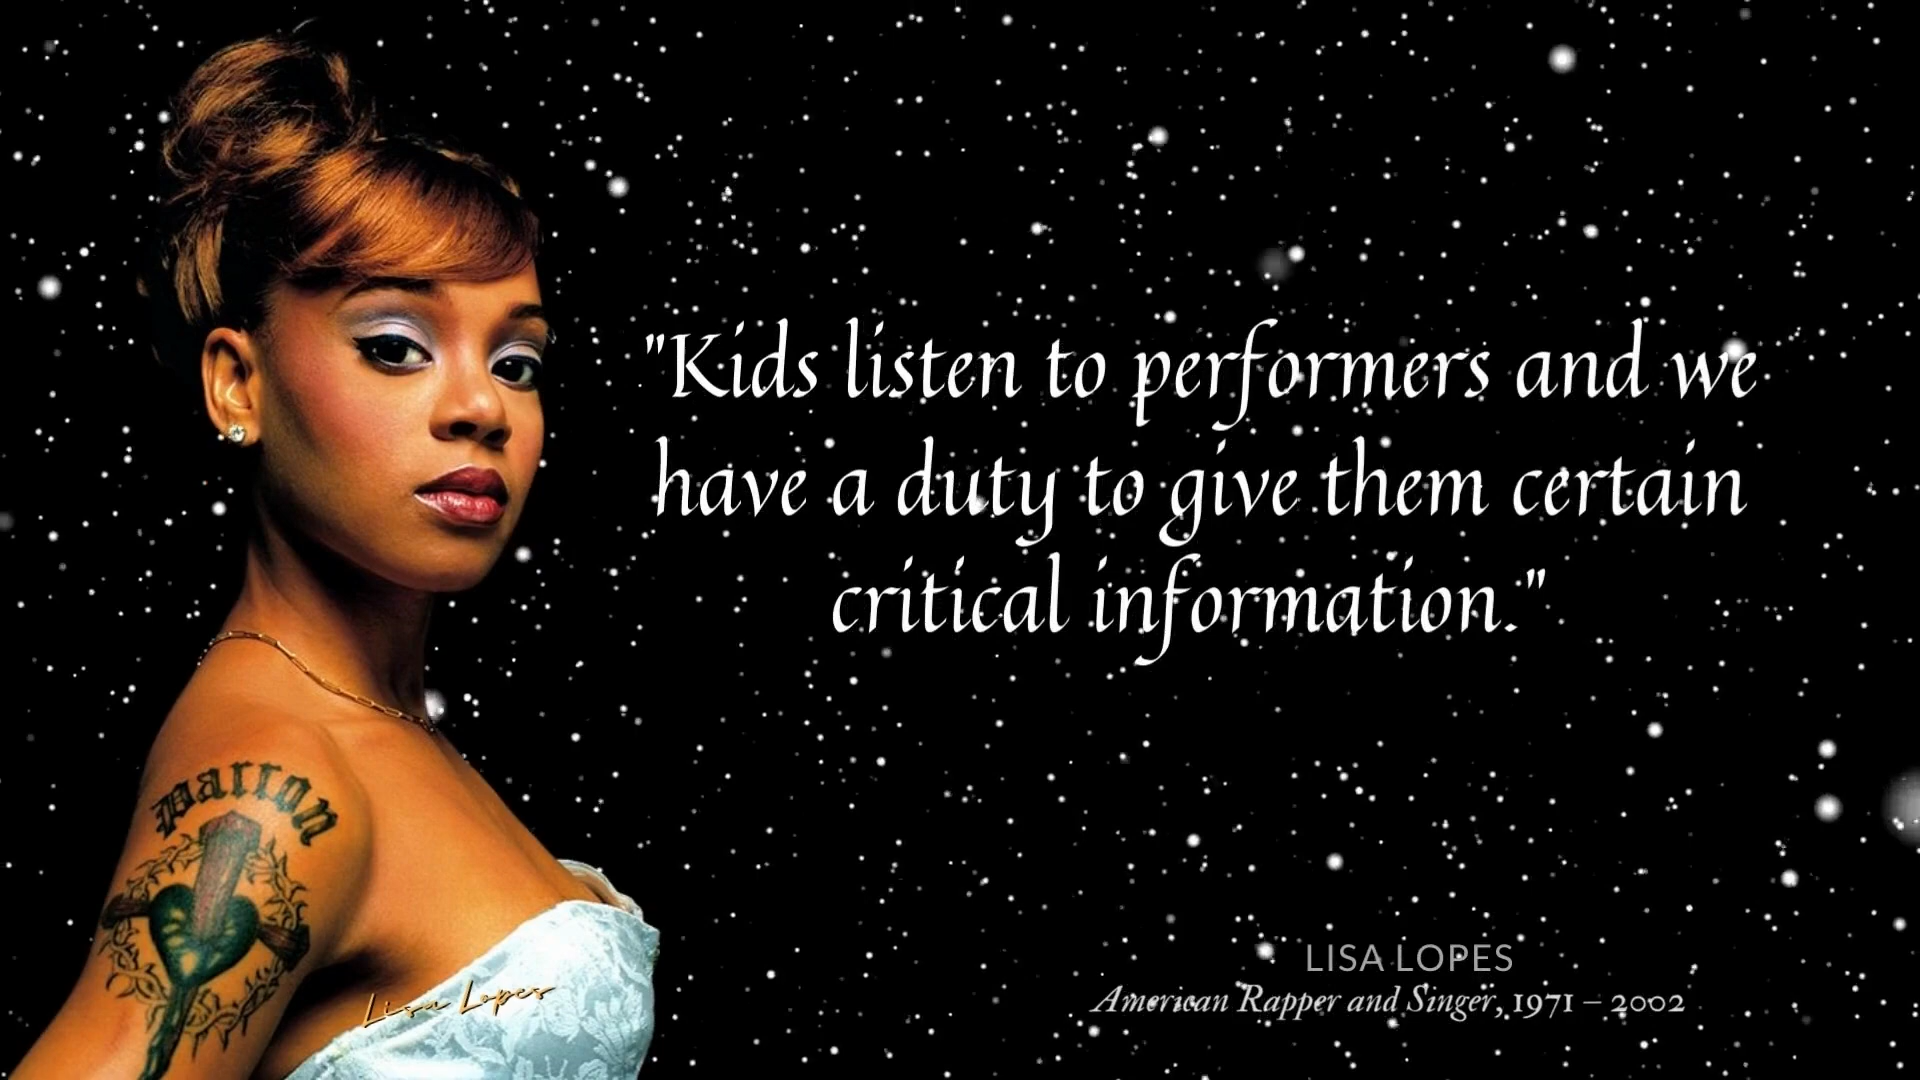 "Kids listen to performers and we
have a duty to give them certain
critical information."
warron
Lisa Lopes
LISA LOPES
American Rapper and Singer, 1971 – 2002